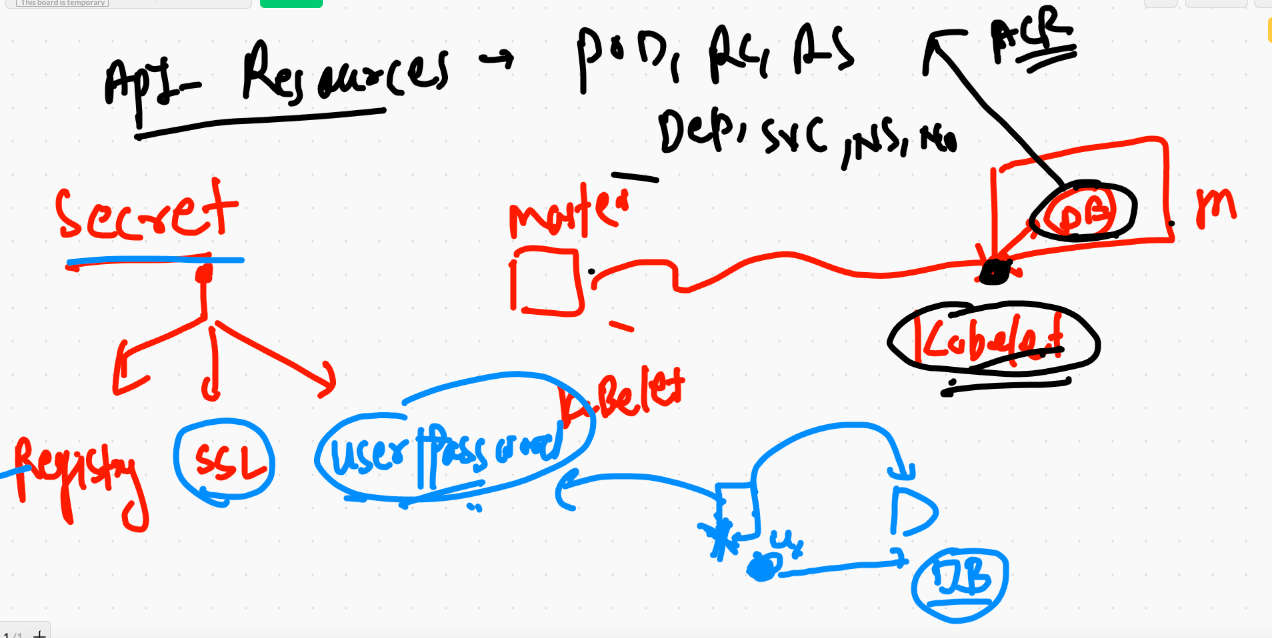 This board is temporary
ApI- Resources → POD, RC, RS
Dep, svc, NS, No
ACR
Secret
Master
DB
m
Kubelet
KuBelet
Registry
SSL
user/Password
D
DB
1 / 1 +